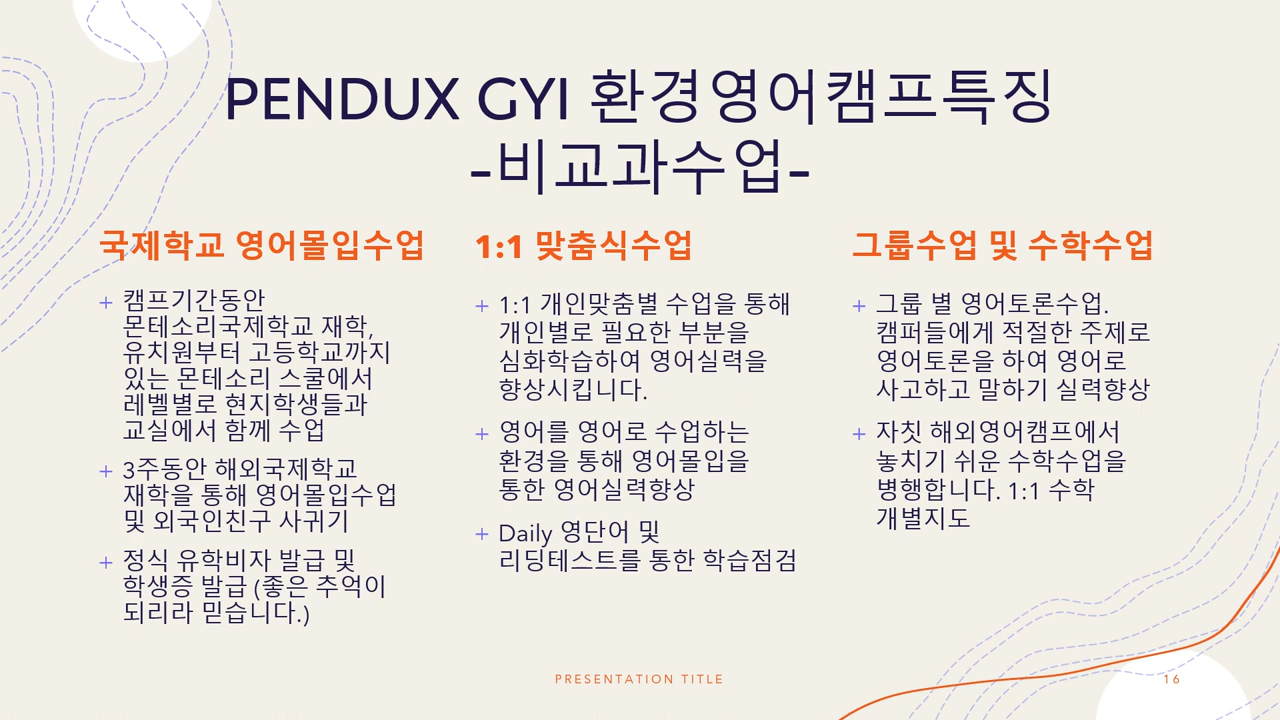 PENDUX GYI 환경영어캠프특징
-비교과수업-
국제학교 영어몰입수업
+ 캠프기간동안
몬테소리국제학교 재학,
유치원부터 고등학교까지
있는 몬테소리 스쿨에서
레벨별로 현지학생들과
교실에서 함께 수업
+ 3주동안 해외국제학교
재학을 통해 영어몰입수업
및 외국인친구 사귀기
+ 정식 유학비자 발급 및
학생증 발급 (좋은 추억이
되리라 믿습니다.)
1:1 맞춤식수업
+ 1:1 개인맞춤별 수업을 통해
개인별로 필요한 부분을
심화학습하여 영어실력을
향상시킵니다.
+ 영어를 영어로 수업하는
환경을 통해 영어몰입을
통한 영어실력향상
+ Daily 영단어 및
리딩테스트를 통한 학습점검
그룹수업 및 수학수업
+ 그룹 별 영어토론수업.
캠퍼들에게 적절한 주제로
영어토론을 하여 영어로
사고하고 말하기 실력향상
+ 자칫 해외영어캠프에서
놓치기 쉬운 수학수업을
병행합니다. 1:1 수학
개별지도
PRESENTATION TITLE
16